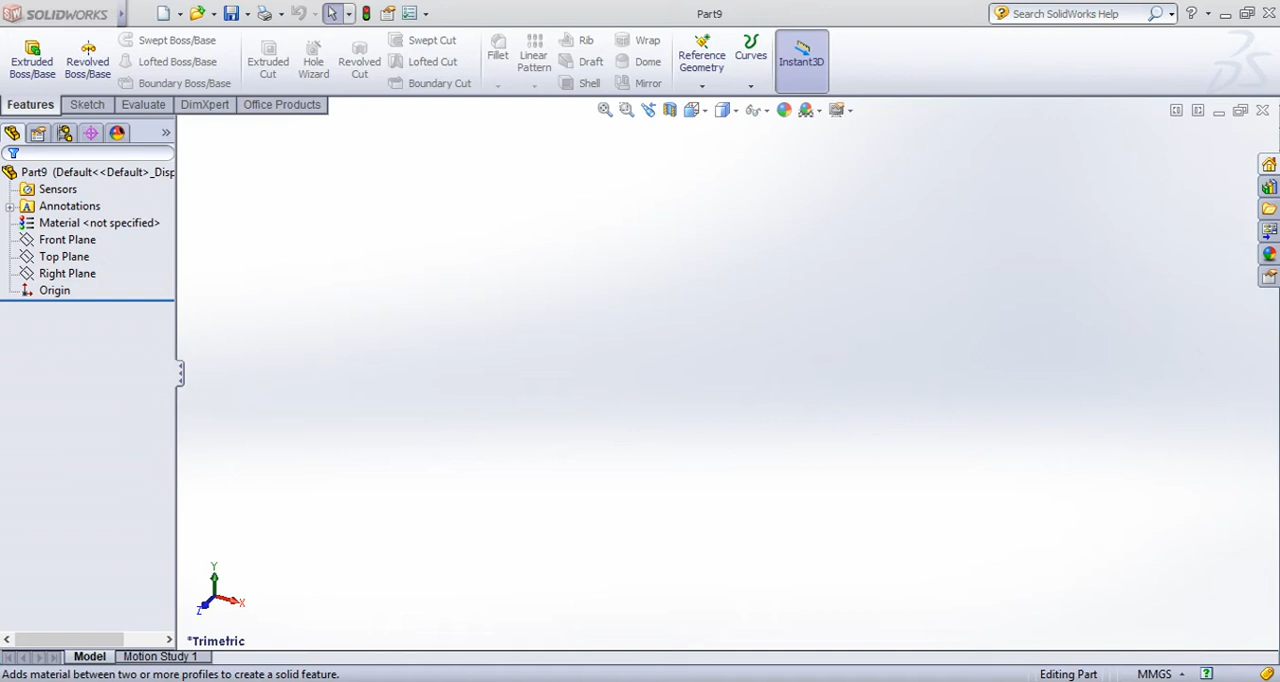 SOLIDWORKS
Part9
Search SolidWorks Help
Extruded Boss/Base
Revolved Boss/Base
Swept Boss/Base
Lofted Boss/Base
Boundary Boss/Base
Extruded Cut
Hole Wizard
Revolved Cut
Swept Cut
Lofted Cut
Boundary Cut
Fillet
Linear Pattern
Rib
Draft
Shell
Wrap
Dome
Mirror
Reference Geometry
Curves
Instant3D
Features
Sketch
Evaluate
DimXpert
Office Products
Part9 (Default<<Default>_Disp
Sensors
Annotations
Material <not specified>
Front Plane
Top Plane
Right Plane
Origin
Y
X
Z
*Trimetric
Model
Motion Study 1
Adds material between two or more profiles to create a solid feature.
Editing Part
MMGS